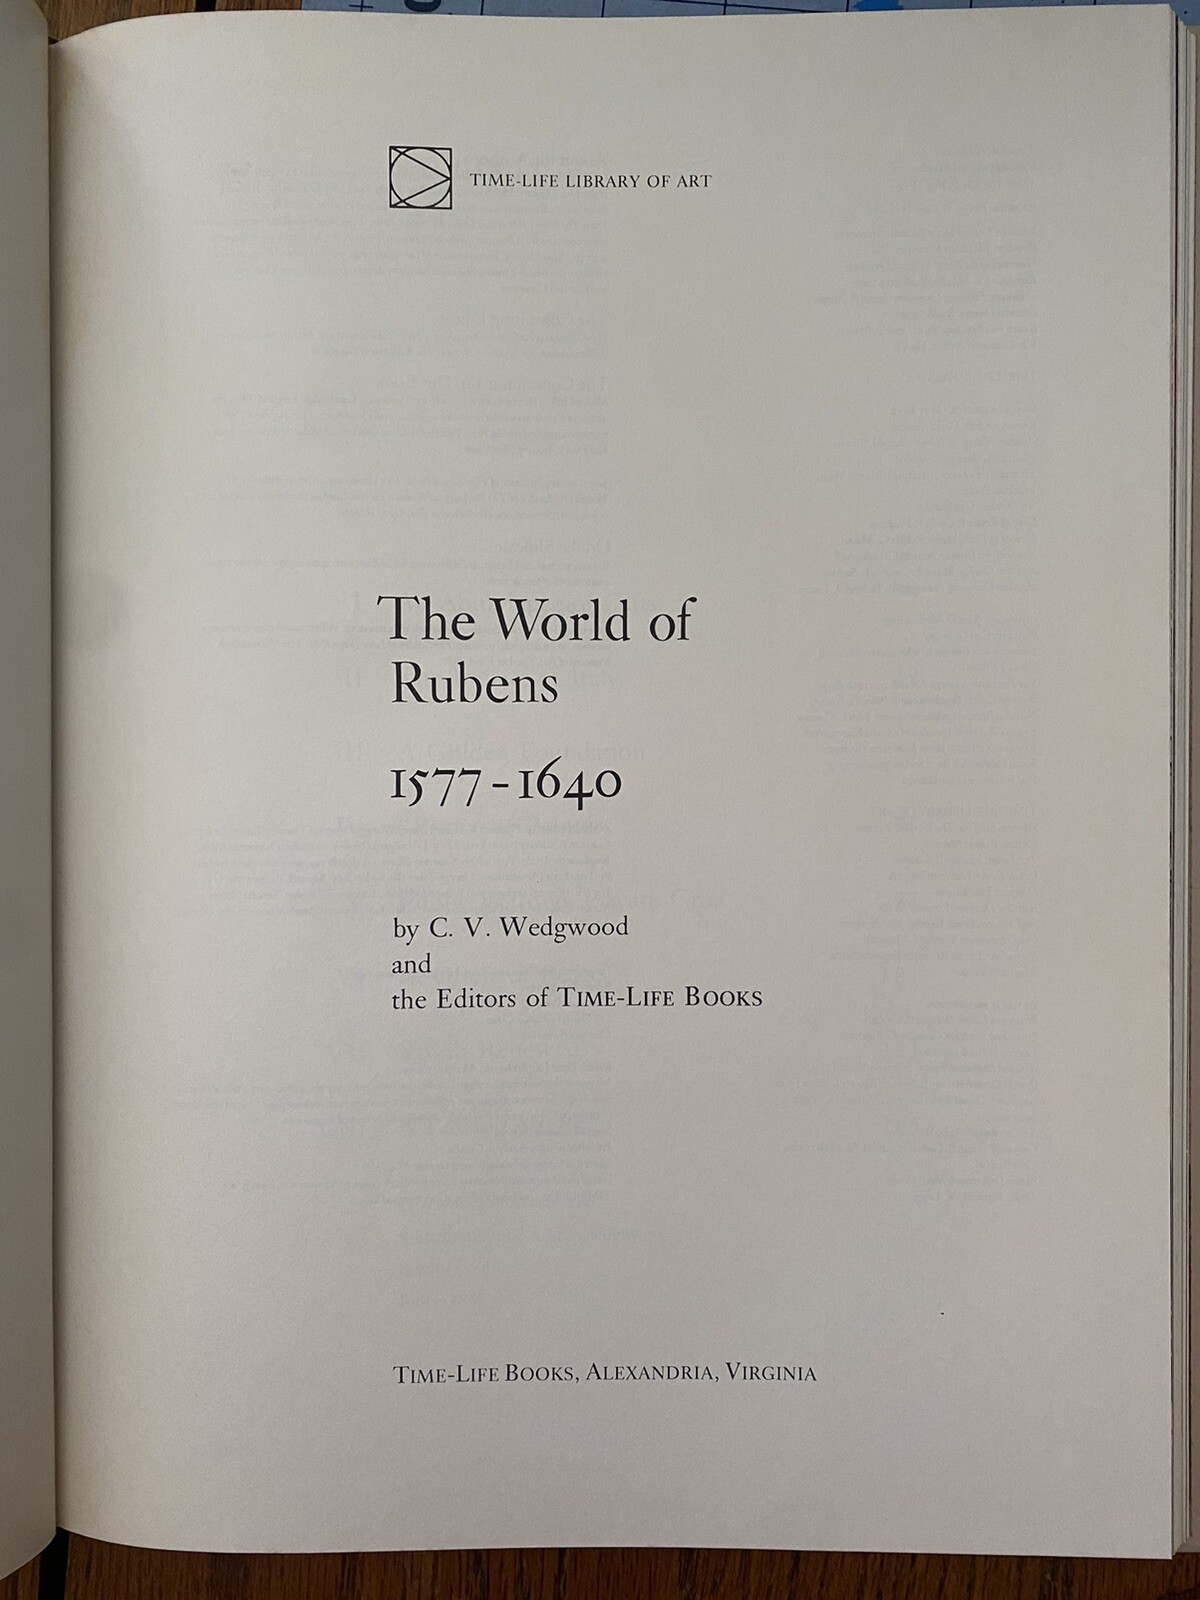 TIME-LIFE LIBRARY OF ART
The World of
Rubens
1577-1640
by C. V. Wedgwood
and
the Editors of TIME-LIFE BOOKS
TIME-LIFE BOOKS, ALEXANDRIA, VIRGINIA